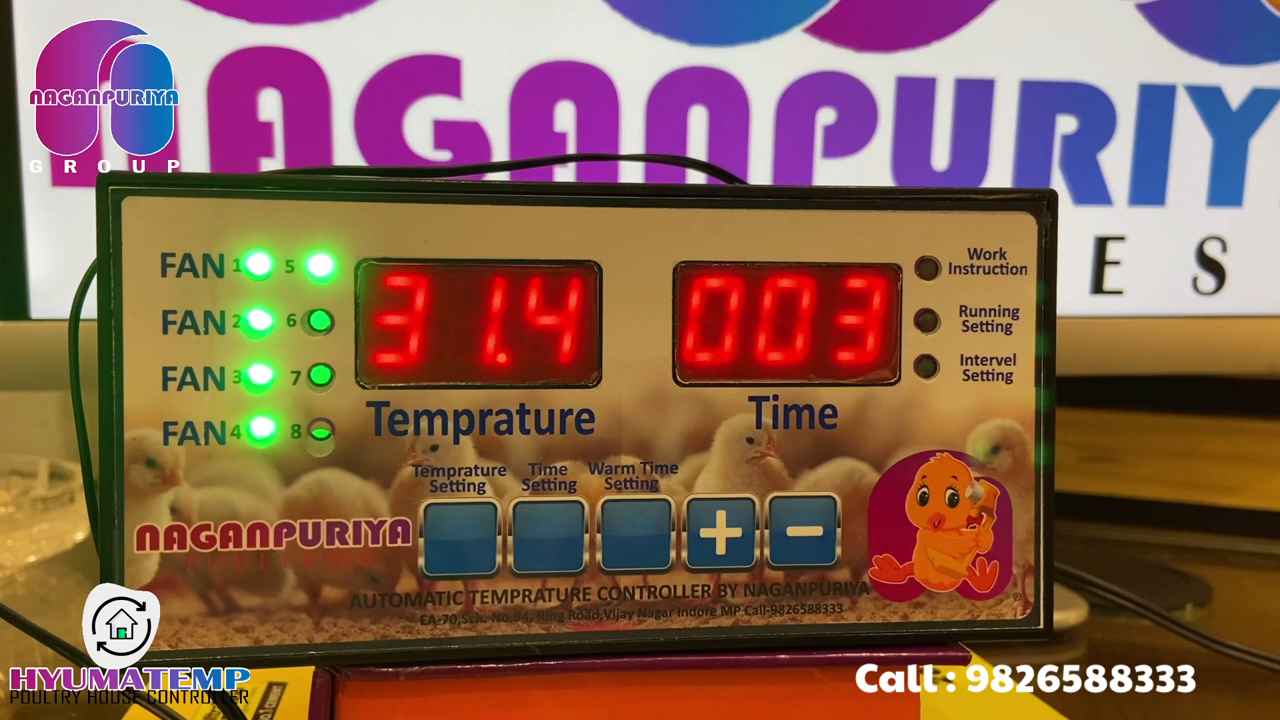 NAGANPURIYA
GROUP
NAGANPURIY
E S
FAN 1 5
FAN 2 6
FAN 3 7
FAN 4 8
31.4
003
Temprature
Time
Work
Instruction
Running
Setting
Intervel
Setting
Temprature
Setting
Time
Setting
Warm Time
Setting
+ -
NAGANPURIYA
AUTOMATIC TEMPRATURE CONTROLLER BY NAGANPURIYA
EA-70,Sch. No.94, Ring Road,Vijay Nagar Indore MP-Call-9826588333
®
HYUMATEMP
POULTRY HOUSE CONTROLLER
Call : 9826588333